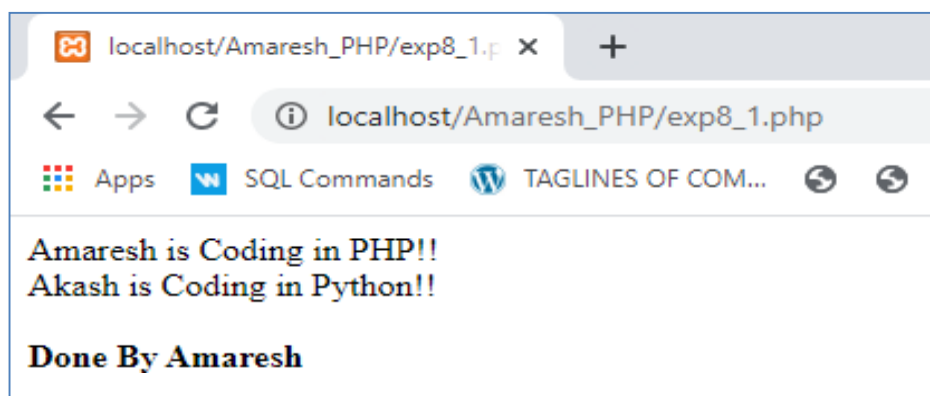 localhost/Amaresh_PHP/exp8_1.p
localhost/Amaresh_PHP/exp8_1.php
Apps SQL Commands TAGLINES OF COM...
Amaresh is Coding in PHP!!
Akash is Coding in Python!!
Done By Amaresh